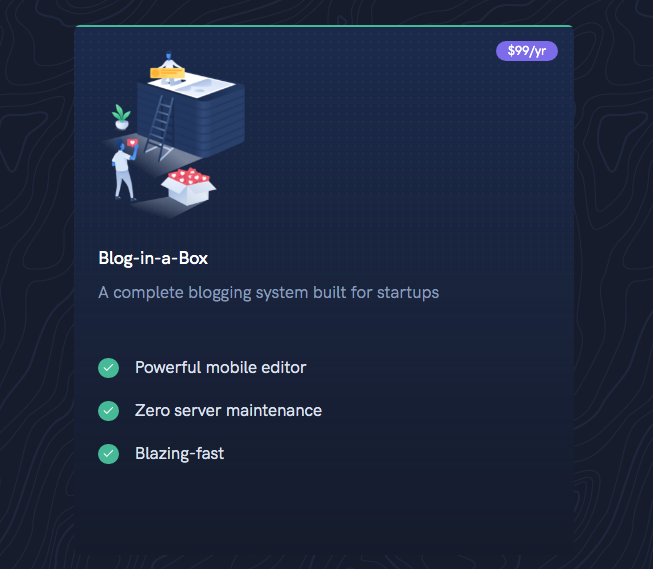 $99/yr
Blog-in-a-Box
A complete blogging system built for startups
Powerful mobile editor
Zero server maintenance
Blazing-fast